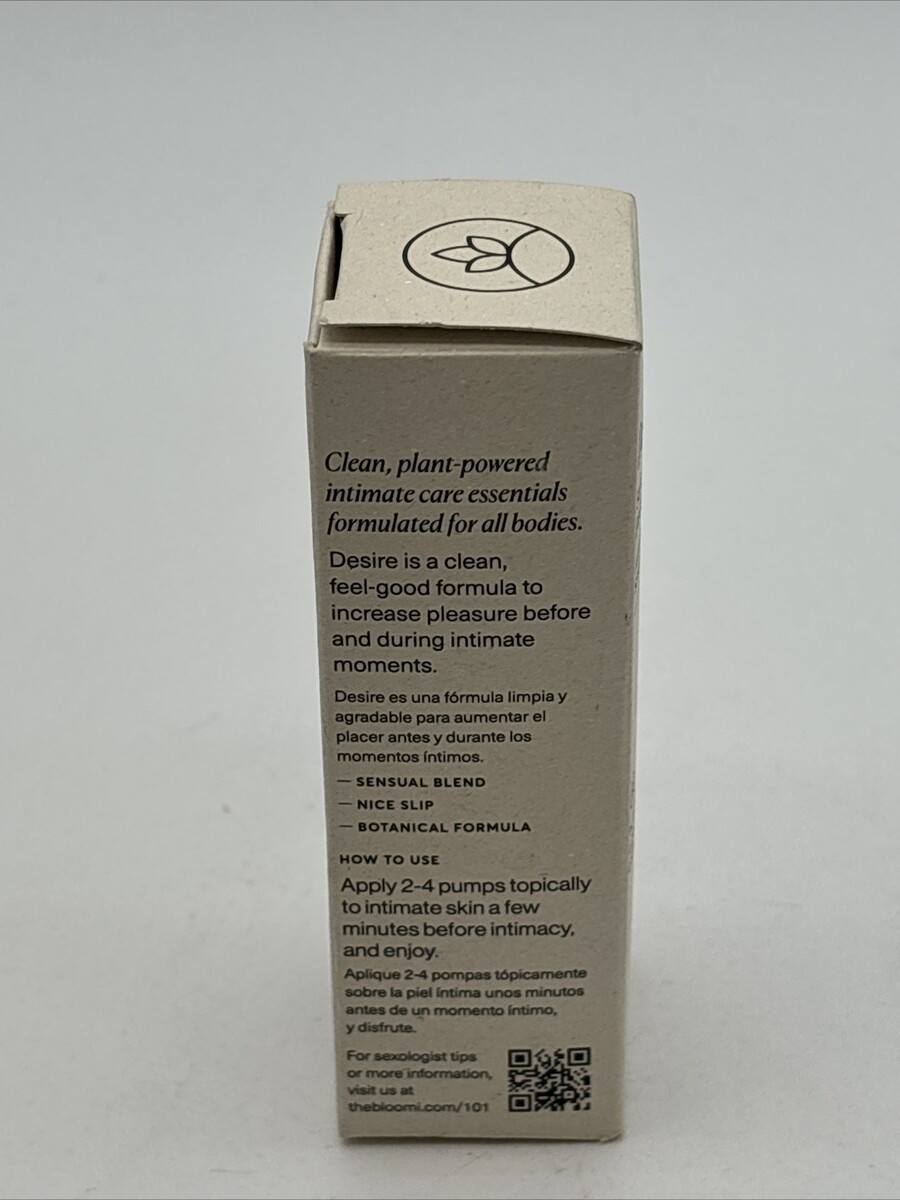 Clean, plant-powered
intimate care essentials
formulated for all bodies.
Desire is a clean,
feel-good formula to
increase pleasure before
and during intimate
moments.
Desire es una fórmula limpia y
agradable para aumentar el
placer antes y durante los
momentos íntimos.
— SENSUAL BLEND
— NICE SLIP
— BOTANICAL FORMULA
HOW TO USE
Apply 2-4 pumps topically
to intimate skin a few
minutes before intimacy,
and enjoy.
Aplique 2-4 pompas tópicamente
sobre la piel íntima unos minutos
antes de un momento íntimo,
y disfrute.
For sexologist tips
or more information,
visit us at
thebloomi.com/101